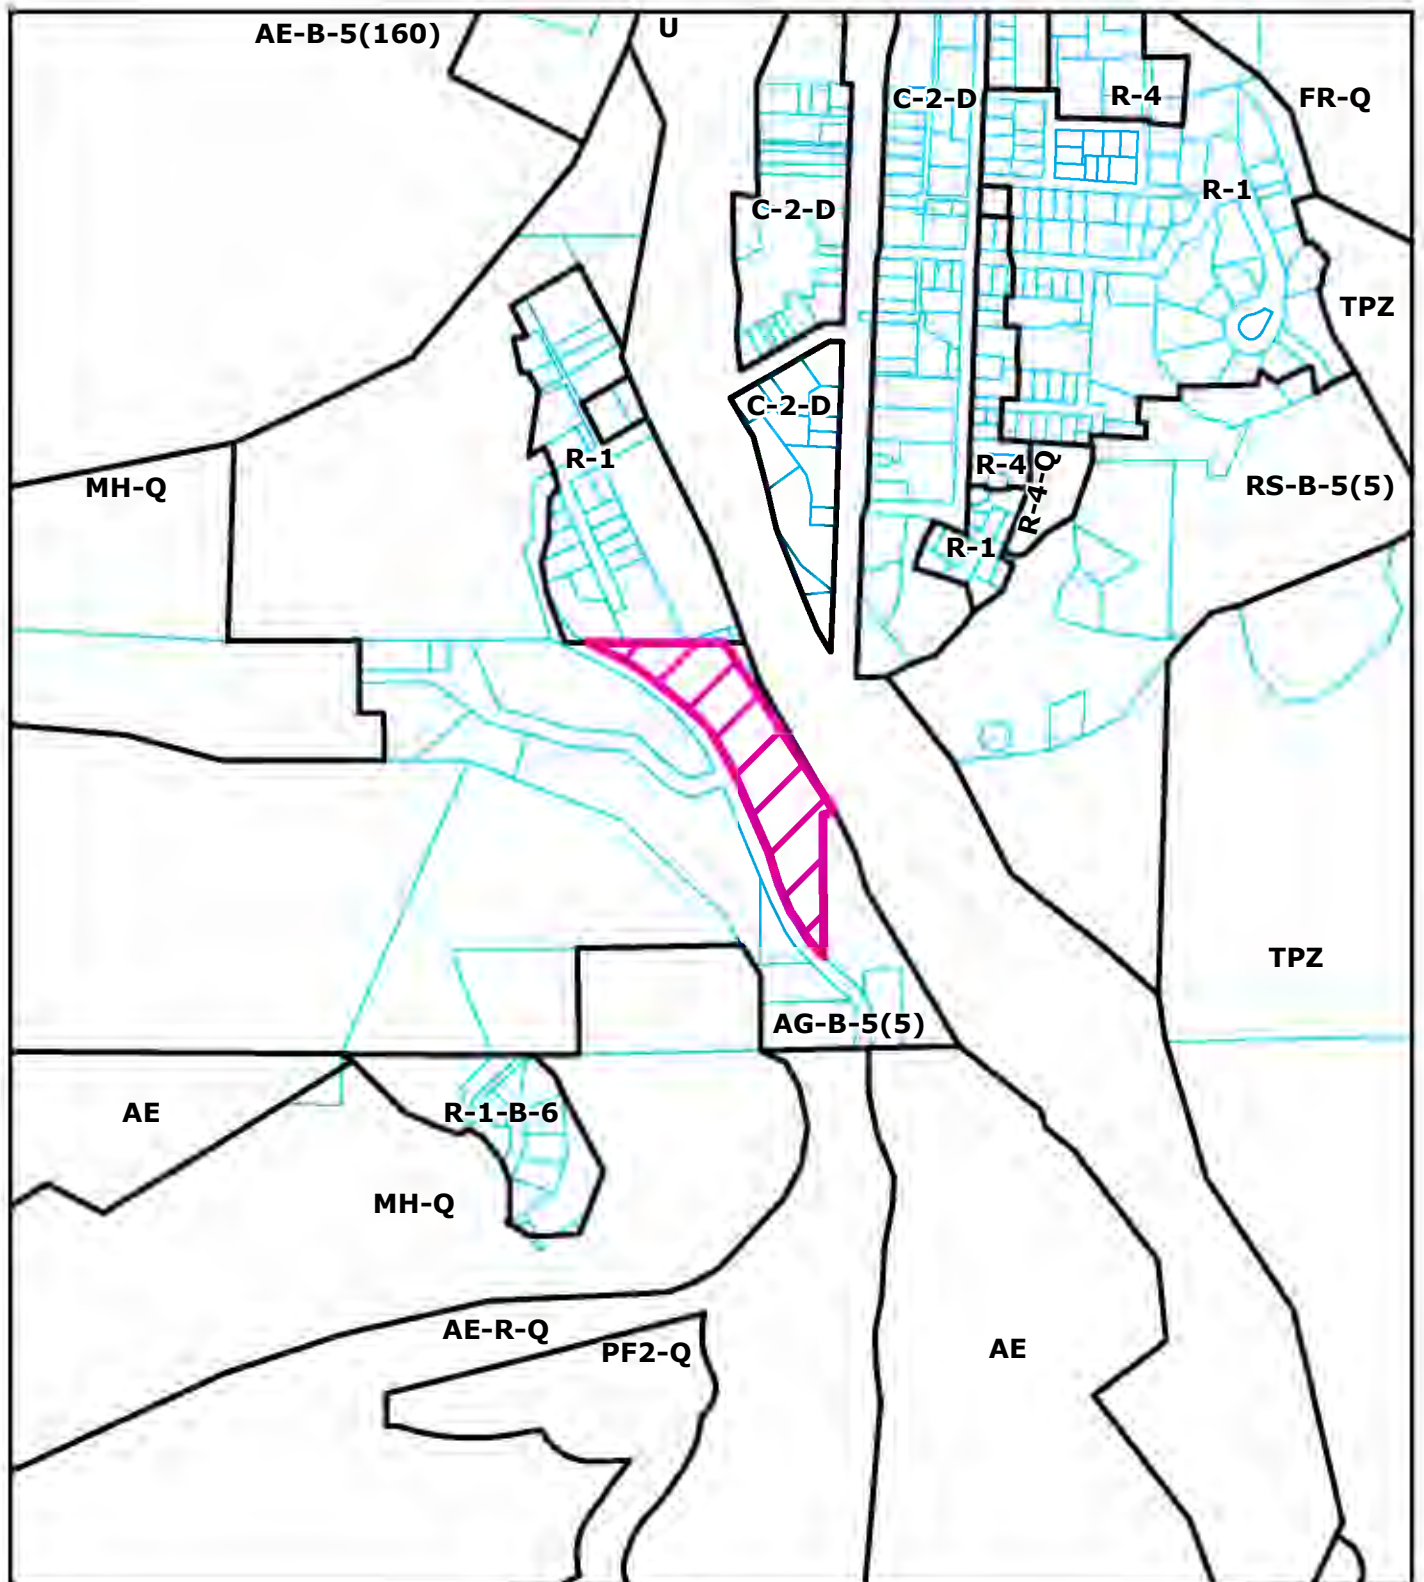 U
AE-B-5(160)
C-2-D
R-4
FR-Q
R-1
C-2-D
TPZ
C-2-D
R-1
R-4
R-4-Q
MH-Q
RS-B-5(5)
R-1
TPZ
AG-B-5(5)
AE
R-1-B-6
MH-Q
AE-R-Q
PF2-Q
AE